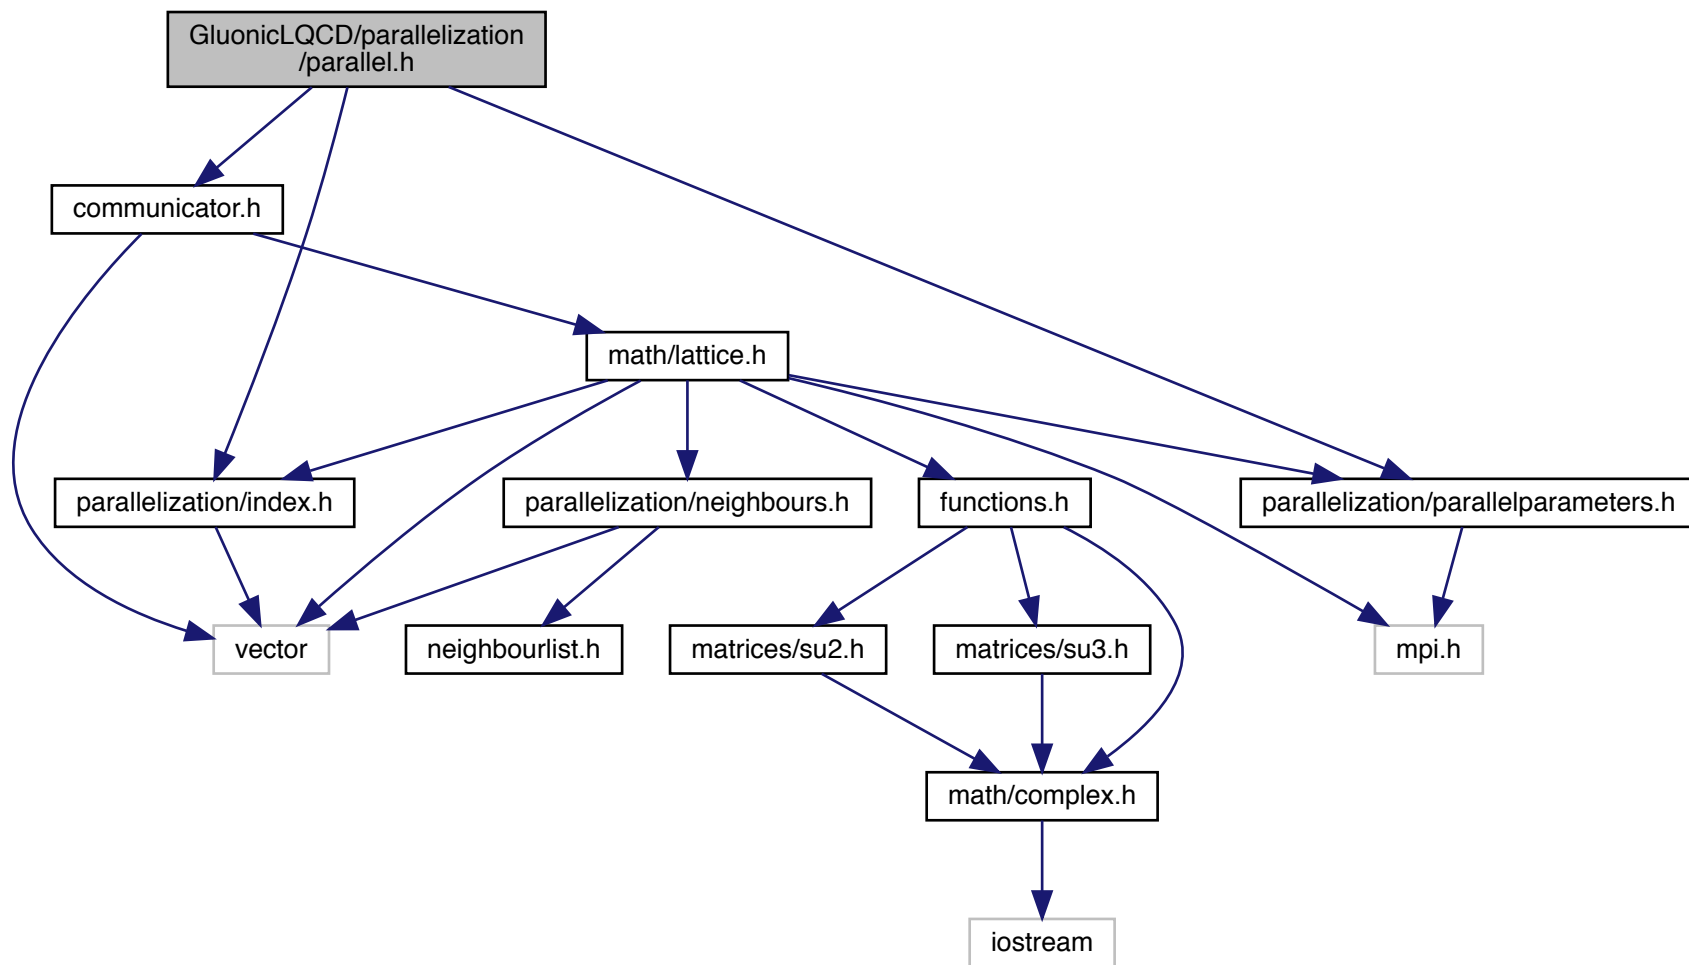 GluonicLQCD/parallelization
/parallel.h
communicator.h
math/lattice.h
parallelization/index.h
parallelization/neighbours.h
functions.h
parallelization/parallelparameters.h
vector
neighbourlist.h
matrices/su2.h
matrices/su3.h
mpi.h
math/complex.h
iostream